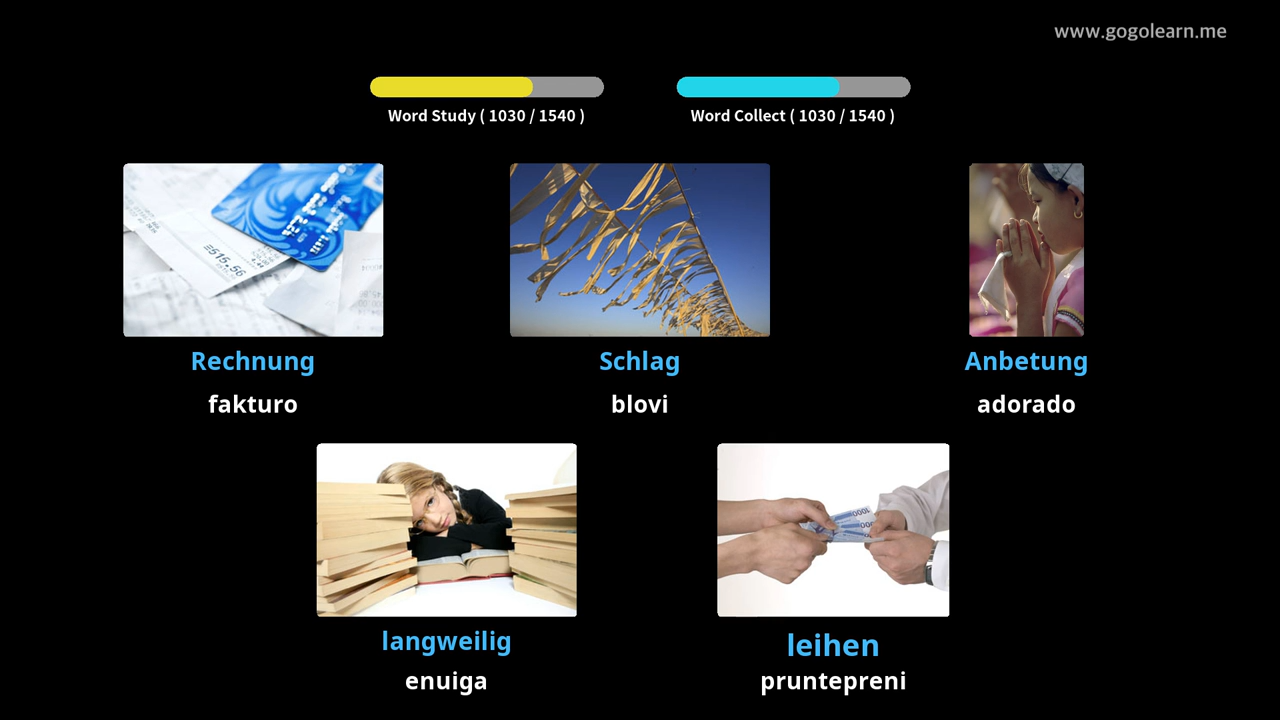 www.gogolearn.me
Word Study ( 1030 / 1540 )
Word Collect ( 1030 / 1540 )
Rechnung
Schlag
Anbetung
fakturo
blovi
adorado
langweilig
leihen
enuiga
pruntepreni